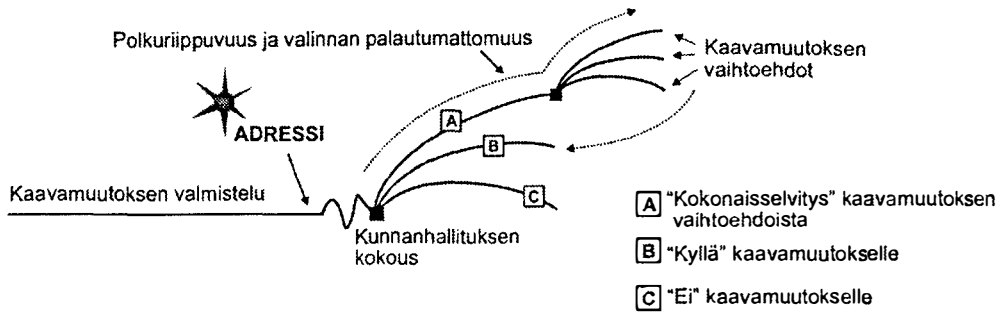 Polkuriippuvuus ja valinnan palautumattomuus
Kaavamuutoksen
vaihtoehdot
ADRESSI
Kaavamuutoksen valmistelu
Kunnanhallituksen
kokous
A
B
C
A "Kokonaisselvitys" kaavamuutoksen
vaihtoehdoista
B "Kyllä" kaavamuutokselle
C "Ei" kaavamuutokselle